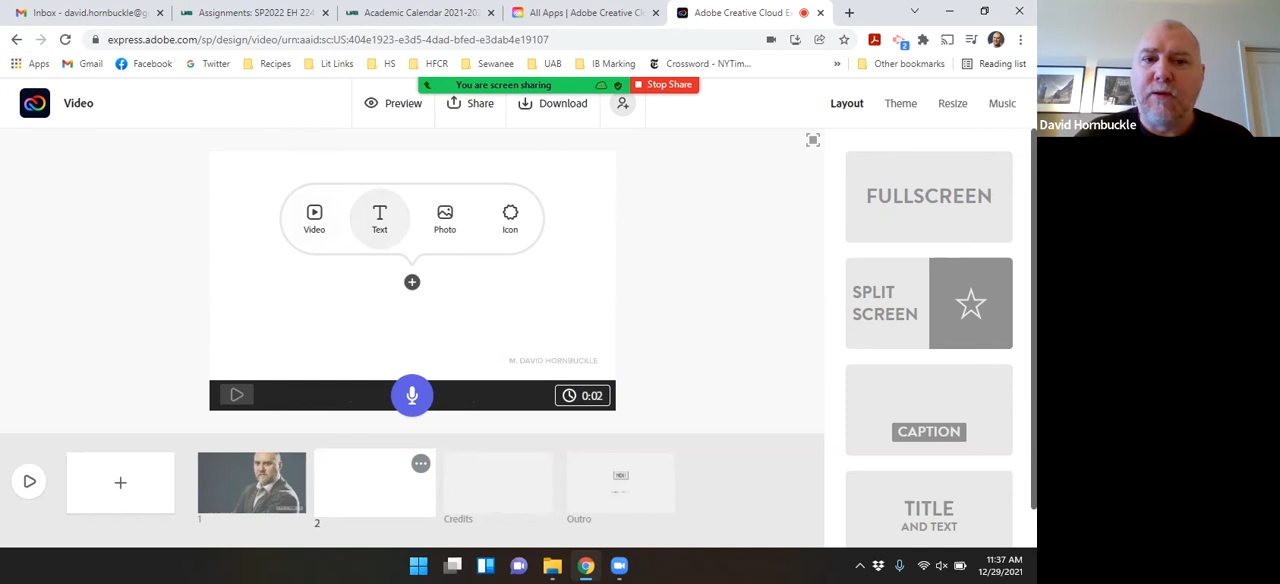 Inbox - david.hornbuckle@g
Assignments: SP2022 EH 224
Academic Calendar 2021-202
All Apps | Adobe Creative Cl
Adobe Creative Cloud E
express.adobe.com/sp/design/video/urn:aaid:sc:US:404e1923-e3d5-4dad-bfed-e3dab4e19107
2
Apps
Gmail
Facebook
Twitter
Recipes
Lit Links
HS
HFCR
Sewanee
UAB
IB Marking
Crossword - NYTim...
»
Other bookmarks
Reading list
You are screen sharing
Stop Share
Video
Preview
Share
Download
Layout
Theme
Resize
Music
David Hornbuckle
Video
Text
Photo
Icon
M. DAVID HORNBUCKLE
0:02
FULLSCREEN
SPLIT
SCREEN
CAPTION
TITLE
AND TEXT
1
2
Credits
Outro
11:37 AM
12/29/2021